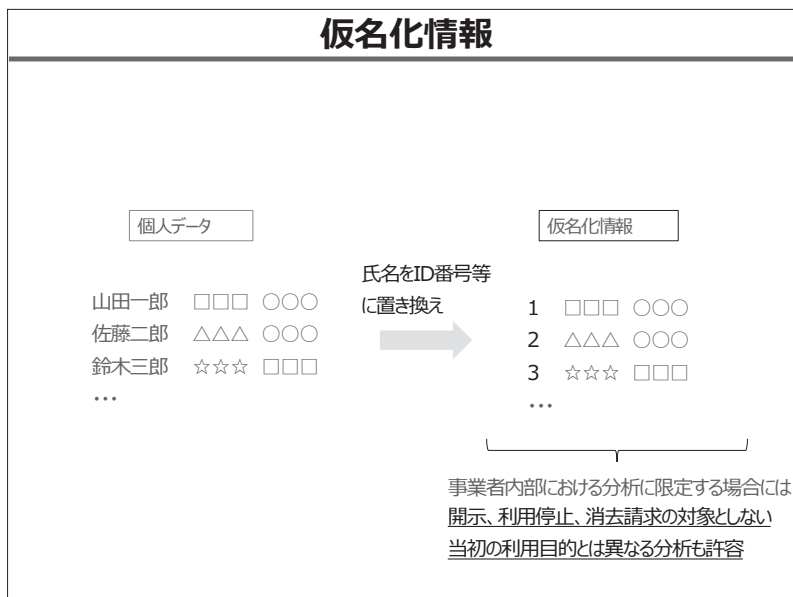 仮名化情報
個人データ
山田一郎 □□□ ○○○
佐藤二郎 △△△ ○○○
鈴木三郎 ☆☆☆ □□□
…
氏名をID番号等
に置き換え
仮名化情報
1 □□□ ○○○
2 △△△ ○○○
3 ☆☆☆ □□□
…
事業者内部における分析に限定する場合には
開示、利用停止、消去請求の対象としない
当初の利用目的とは異なる分析も許容